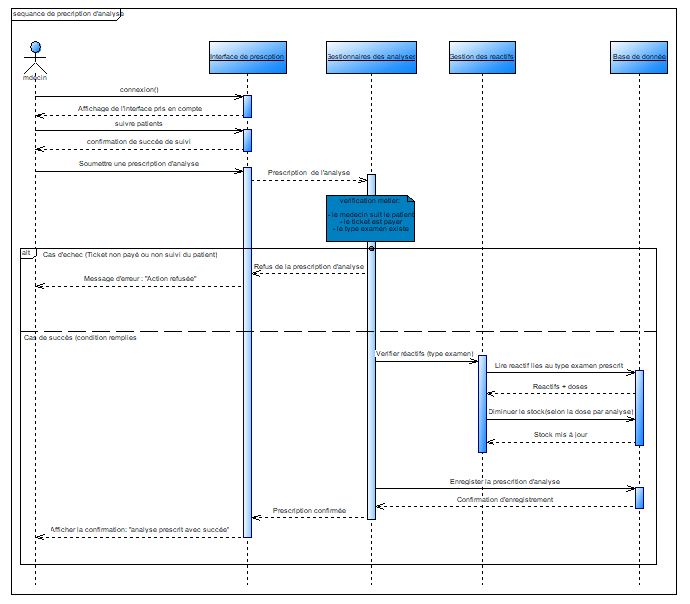 sequance de precription d'analyse
Interface de prescption
Gestionnaires des analyses
Gestion des reactifs
Base de donnée
mdecin
connexion()
Affichage de l'interface pris en compte
suivre patients
confirmation de succée de suivi
Soumettre une prescription d'analyse
Prescription de l'analyse
verification metier:
- le medecin suit le patient
- le ticket est payer
- le type examen existe
alt
Cas d'echec (Ticket non payé ou non suivi du patient)
Refus de la prescription d'analyse
Message d'erreur : "Action refusée"
Cas de succès (condition remplies
Verifier réactifs (type examen)
Lire reactif lies au type examen prescrit
Reactifs + doses
Diminuer le stock(selon la dose par analyse)
Stock mis à jour
Enregister la prescrition d'analyse
Confirmation d'enregistrement
Prescription confirmée
Afficher la confirmation: "analyse prescrit avec succée"